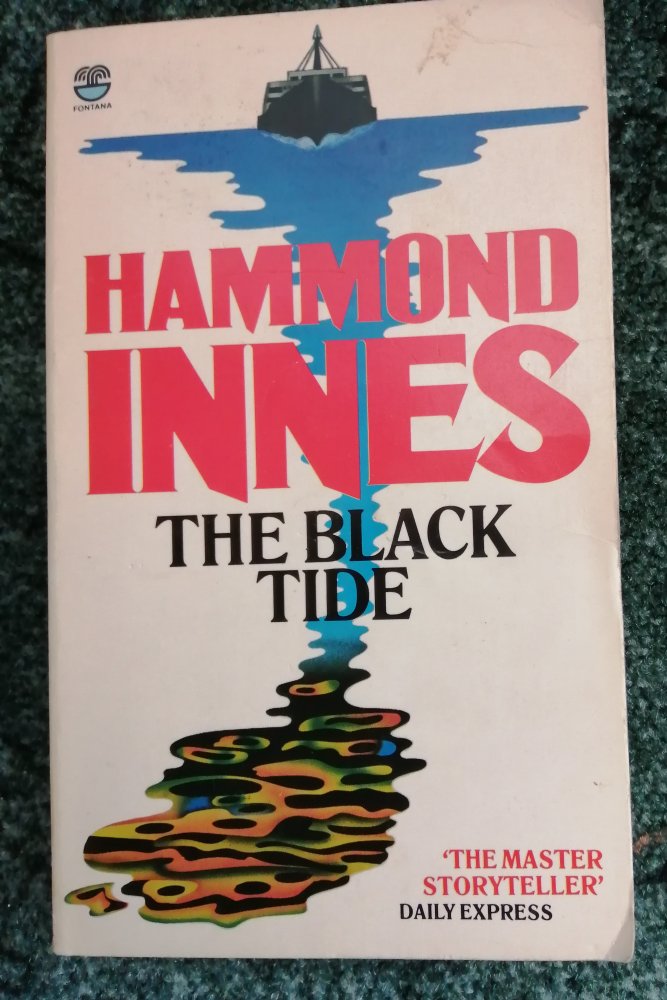 FONTANA
HAMMOND
INNES
THE BLACK
TIDE
'THE MASTER
STORYTELLER'
DAILY EXPRESS